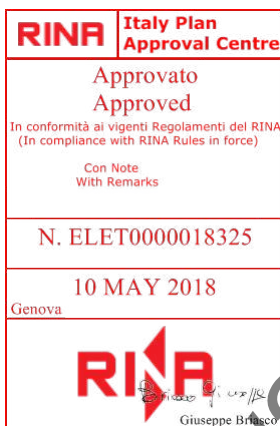 RINA
Italy Plan
Approval Centre
Approvato
Approved
In conformità ai vigenti Regolamenti del RINA
(In compliance with RINA Rules in force)
Con Note
With Remarks
N. ELET0000018325
10 MAY 2018
Genova
RINA
Giuseppe Briasco